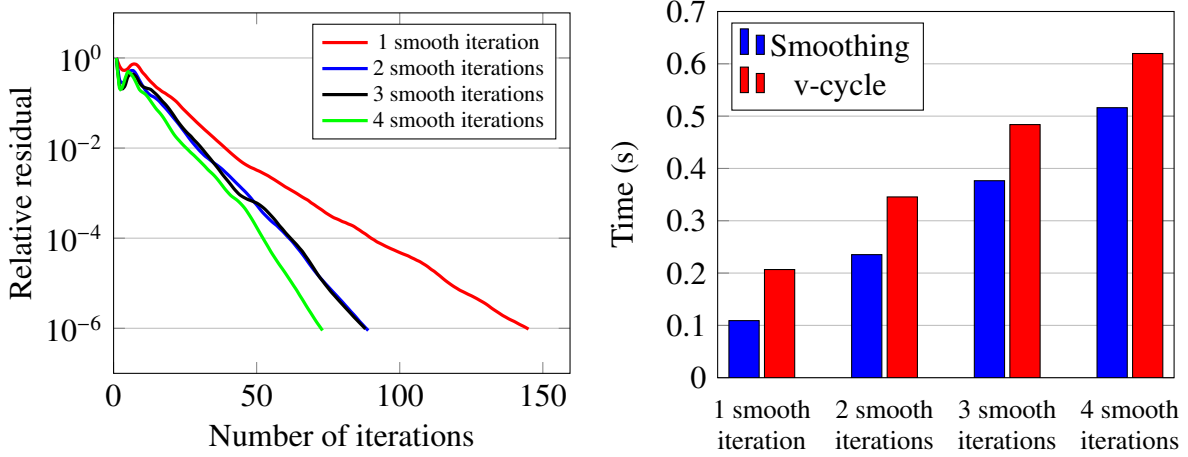 10^0
10^−2
10^−4
10^−6
0
50
100
150
Relative residual
Number of iterations
1 smooth iteration
2 smooth iterations
3 smooth iterations
4 smooth iterations
0.7
0.6
0.5
0.4
0.3
0.2
0.1
0
Time (s)
Smoothing
v-cycle
1 smooth
iteration
2 smooth
iterations
3 smooth
iterations
4 smooth
iterations